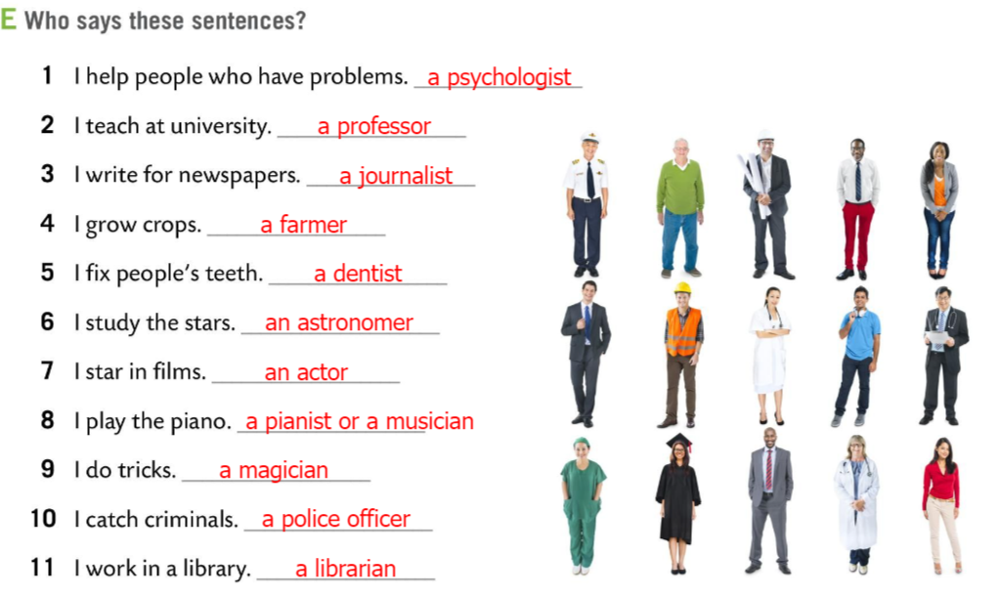 E Who says these sentences?
1 I help people who have problems. a psychologist
2 I teach at university. a professor
3 I write for newspapers. a journalist
4 I grow crops. a farmer
5 I fix people's teeth. a dentist
6 I study the stars. an astronomer
7 I star in films. an actor
8 I play the piano. a pianist or a musician
9 I do tricks. a magician
10 I catch criminals. a police officer
11 I work in a library. a librarian